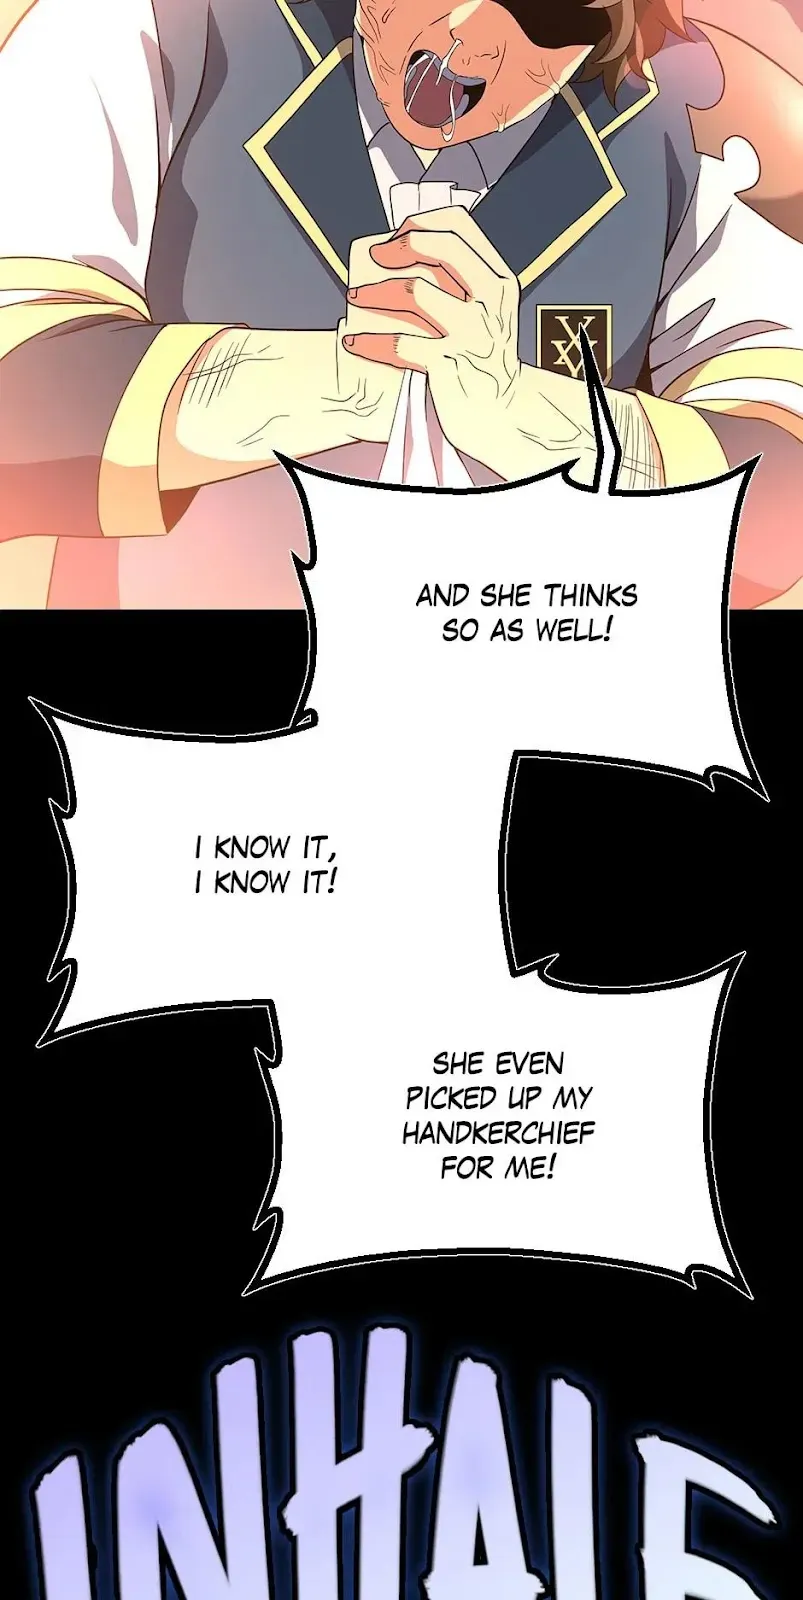 AND SHE THINKS
SO AS WELL!
I KNOW IT,
I KNOW IT!
SHE EVEN
PICKED UP MY
HANDKERCHIEF
FOR ME!
INHALE